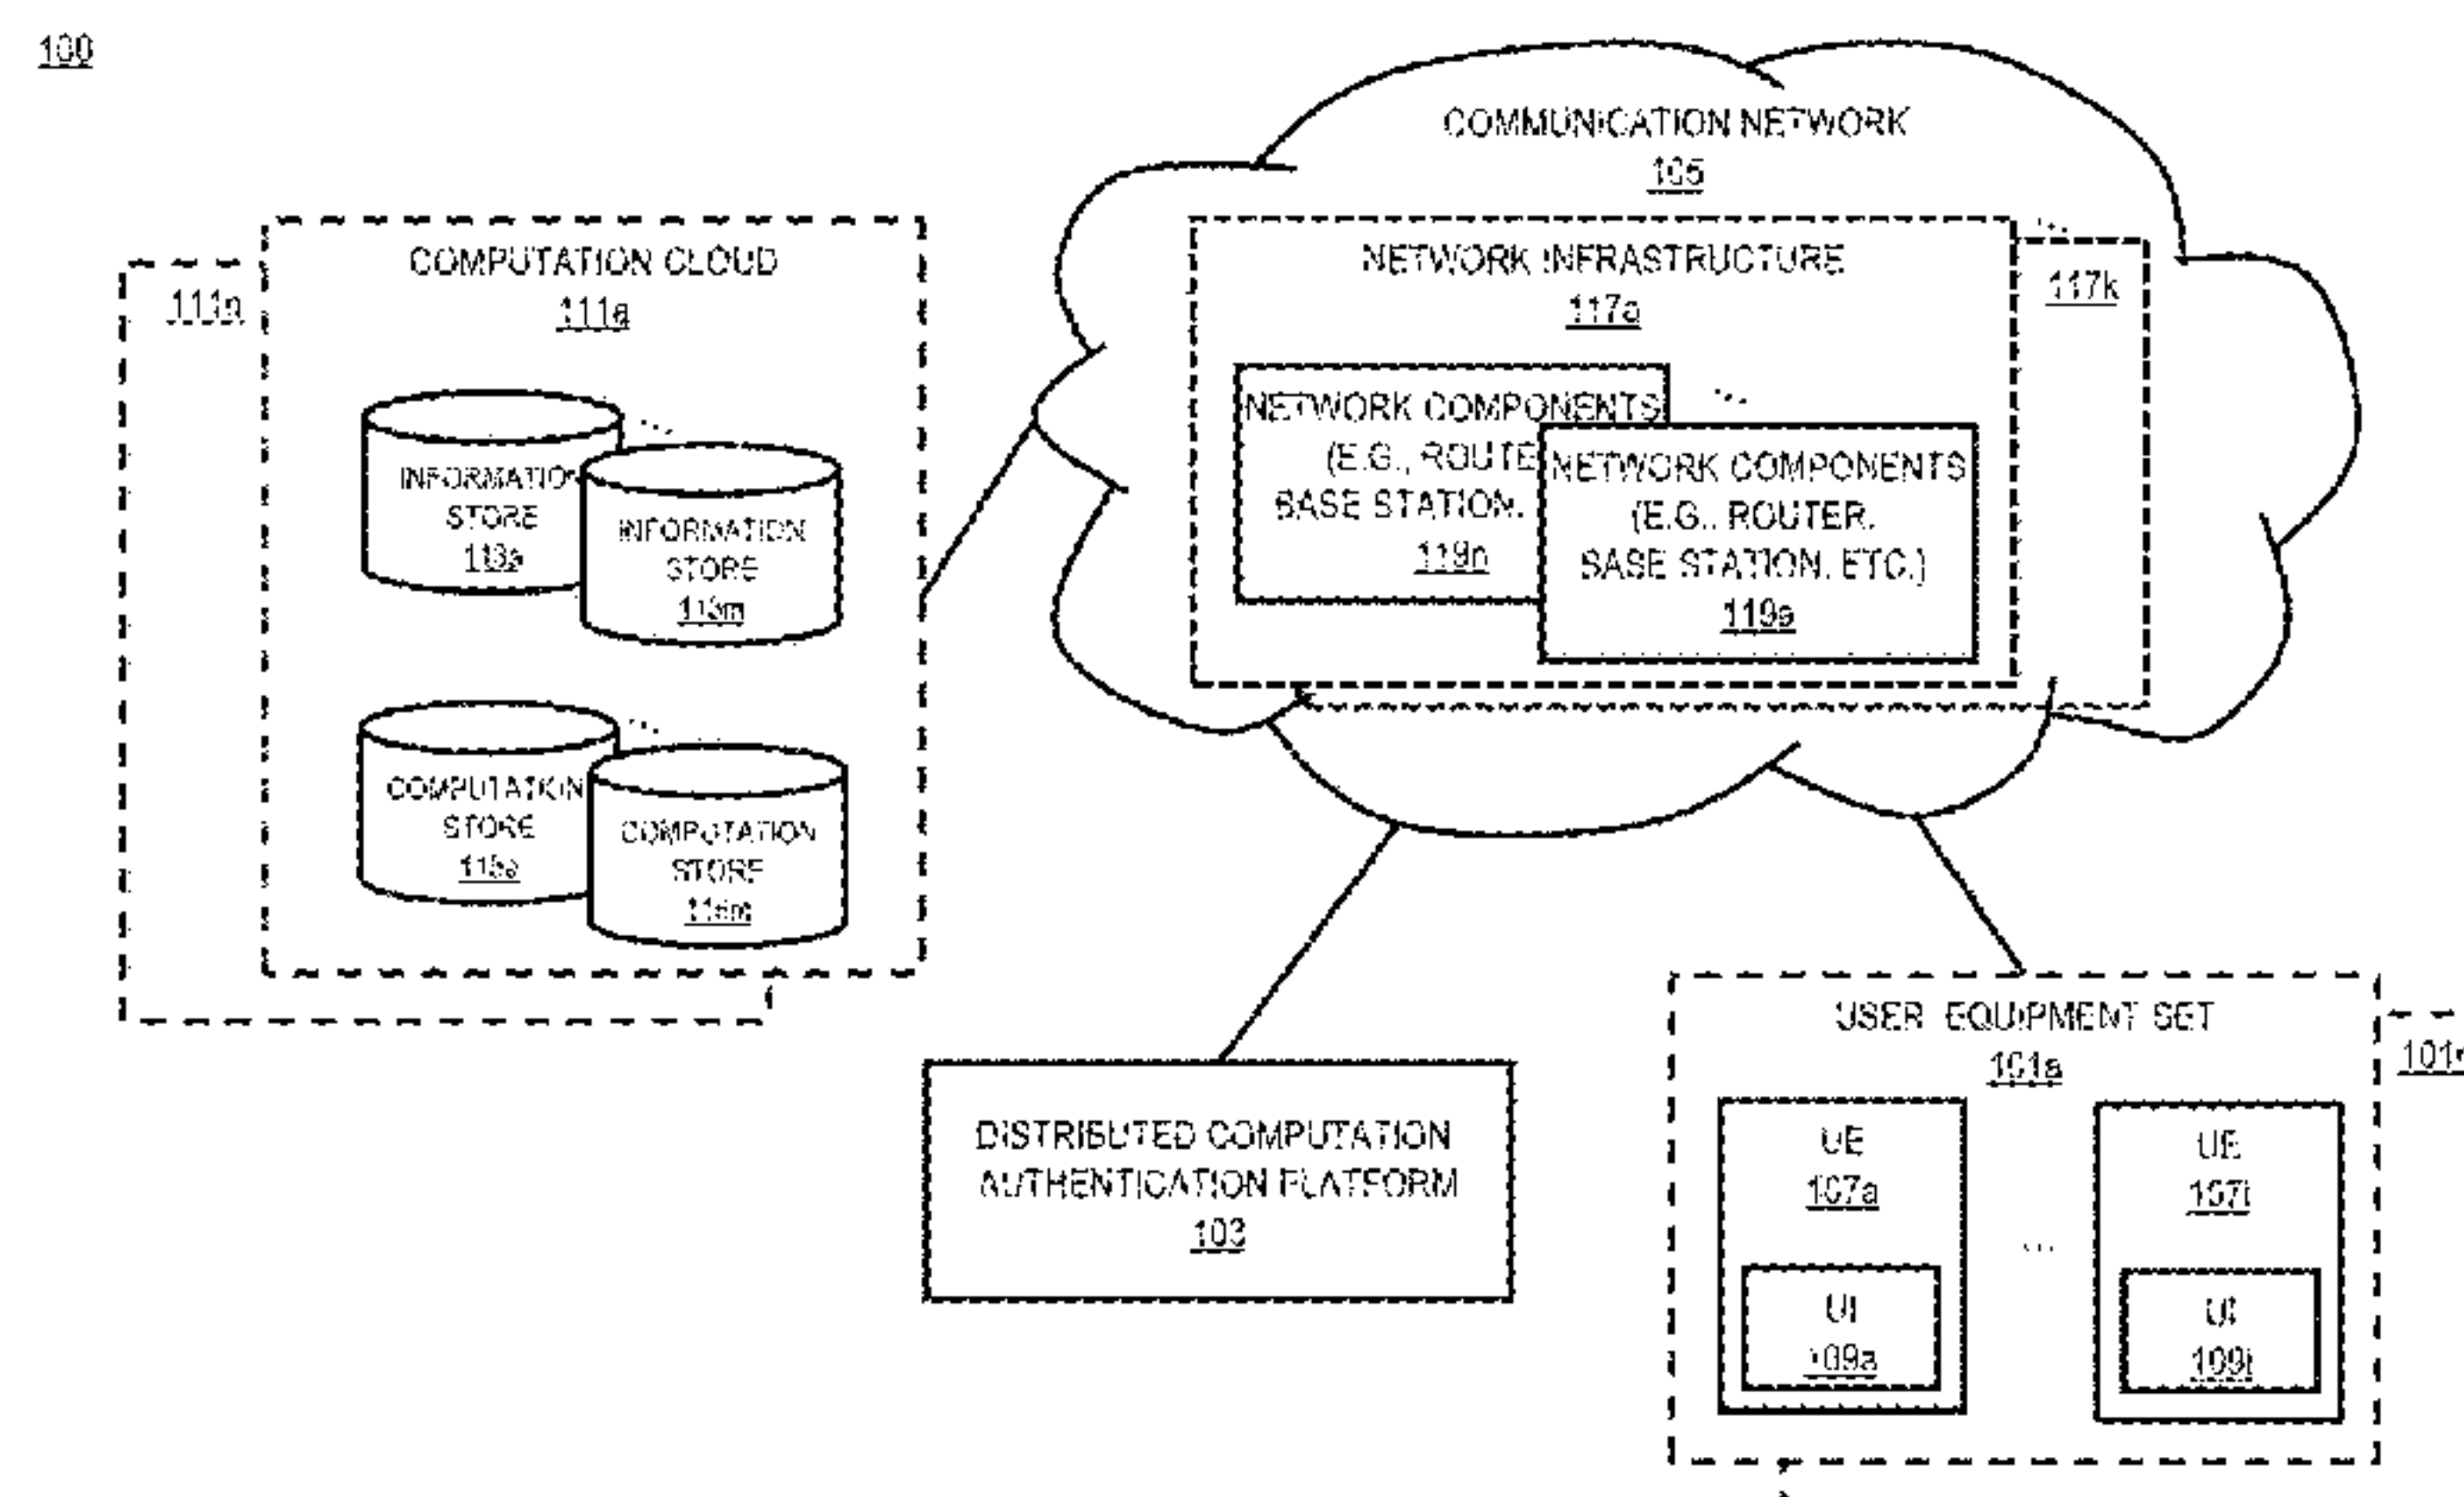 100
COMMUNICATION NETWORK
105
COMPUTATION CLOUD
111a
111n
NETWORK INFRASTRUCTURE
117a
117k
NETWORK COMPONENTS
(E.G., ROUTE
BASE STATION,
119n
NETWORK COMPONENTS
(E.G., ROUTER,
BASE STATION, ETC.)
119a
INFORMATION
STORE
113a
INFORMATION
STORE
113m
COMPUTATION
STORE
115a
COMPUTATION
STORE
115m
DISTRIBUTED COMPUTATION
AUTHENTICATION PLATFORM
103
USER EQUIPMENT SET
101a
UE
107a
UI
109a
...
UE
107i
UI
109i